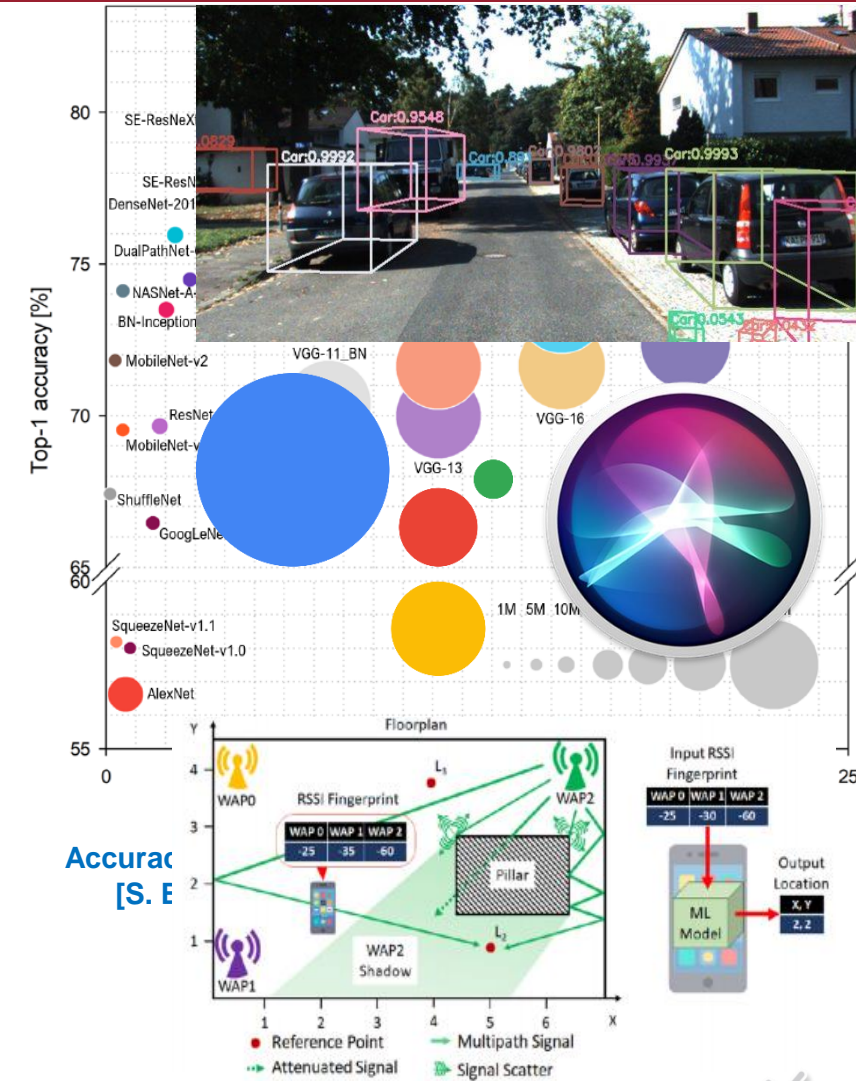 80
SE-ResNeX
Car:0.9548
.0829
Car:0.9992
Car:0.9993
SE-ResN
DenseNet-201
DualPathNet-
75
NASNet-A-
BN-Inception
Car:0.0543
Top-1 accuracy [%]
VGG-11_BN
MobileNet-v2
70
ResNet
VGG-16
MobileNet-v
VGG-13
ShuffleNet
GoogLeNe
65
60
1M 5M 10M
SqueezeNet-v1.1
SqueezeNet-v1.0
AlexNet
55
0
25
Accurac
[S. E
Floorplan
Y
4
3
2
1
WAP0
L1
WAP2
RSSI Fingerprint
WAP 0 WAP 1 WAP 2
-25 -35 -60
Pillar
L2
WAP1
WAP2
Shadow
1 2 3 4 5 6 X
Reference Point
Multipath Signal
Attenuated Signal
Signal Scatter
Input RSSI
Fingerprint
WAP 0 WAP 1 WAP 2
-25 -30 -60
ML
Model
Output
Location
X, Y
2, 2